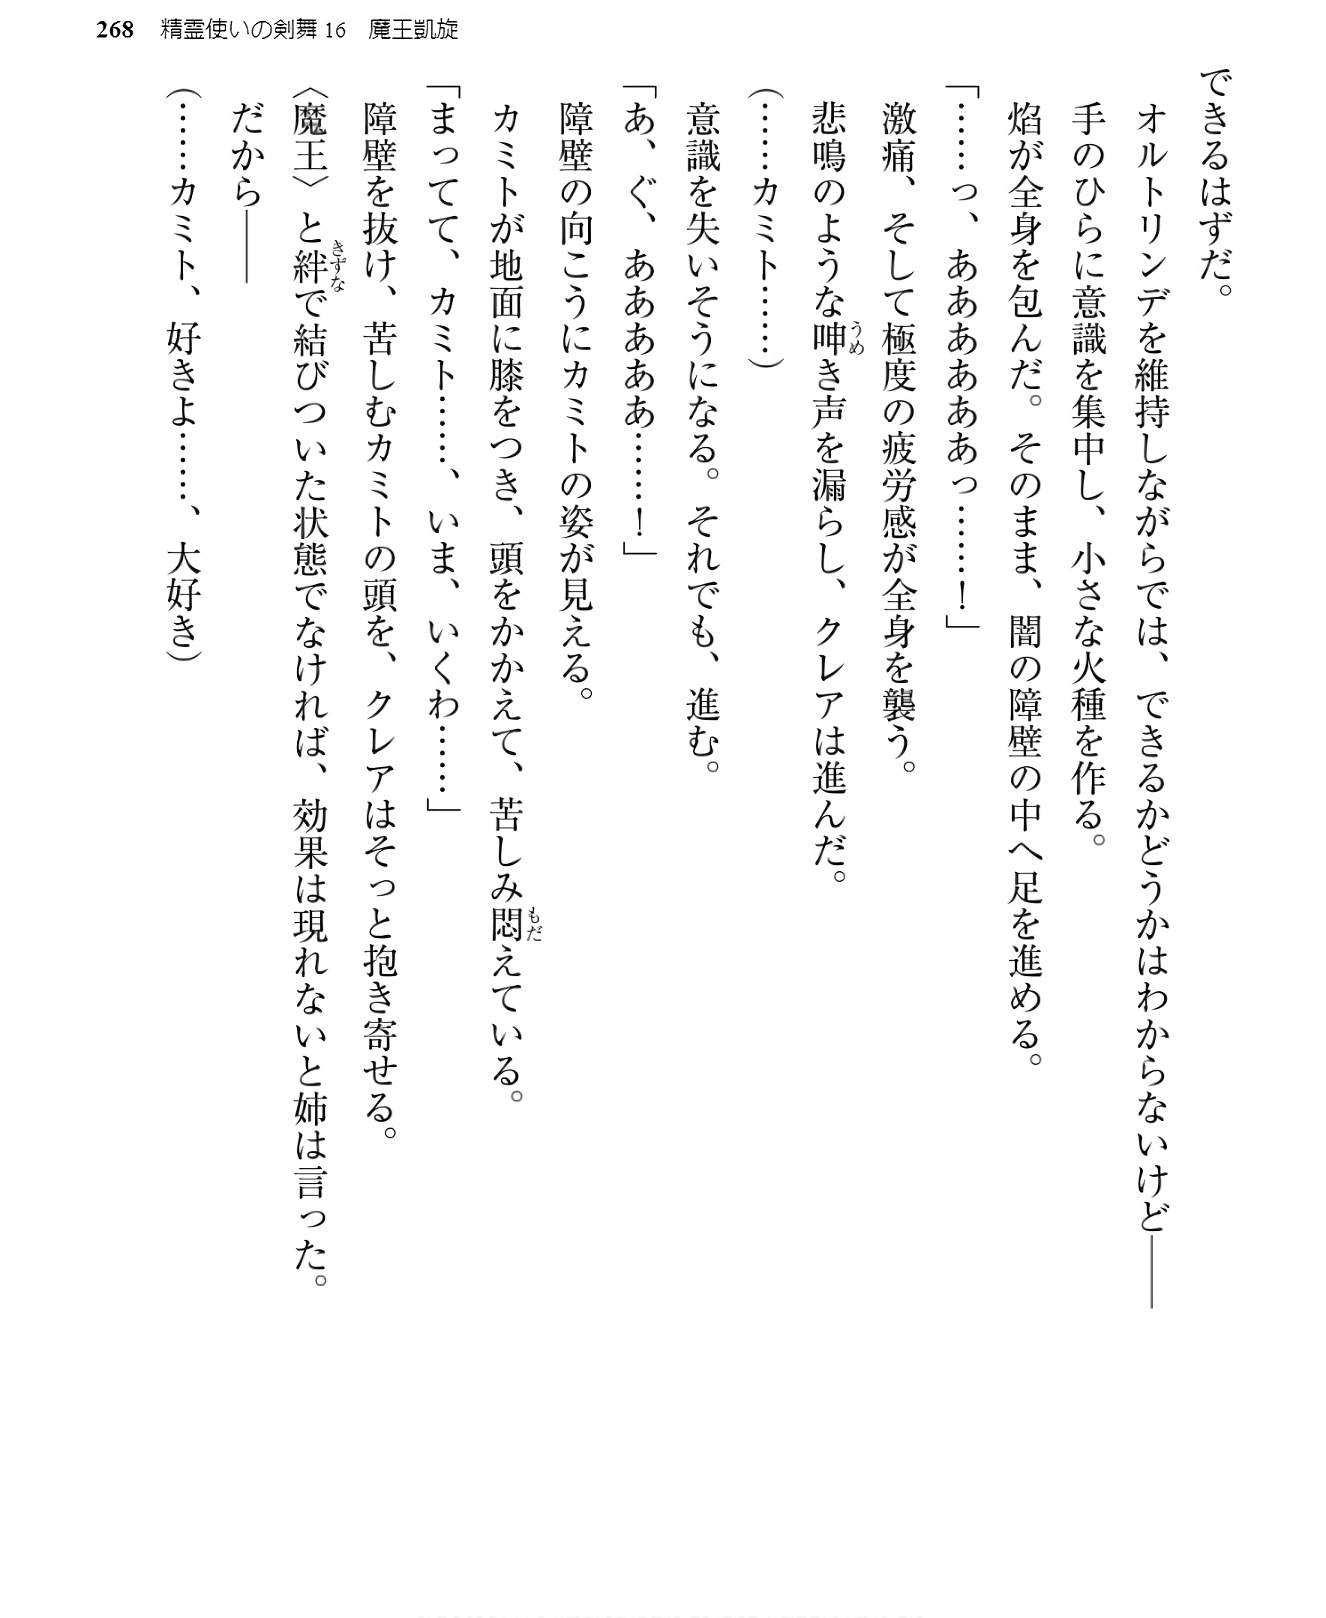 268 精霊使いの剣舞 16 魔王凱旋
できるはずだ。
オルトリンデを維持しながらでは、できるかどうかはわからないけど――
手のひらに意識を集中し、小さな火種を作る。
焰が全身を包んだ。そのまま、闇の障壁の中へ足を進める。
「……っ、ああああああっ……！」
激痛、そして極度の疲労感が全身を襲う。
悲鳴のような呻き声を漏らし、クレアは進んだ。
(……カミト……)
意識を失いそうになる。それでも、進む。
「あ、ぐ、あああああ……！」
障壁の向こうにカミトの姿が見える。
カミトが地面に膝をつき、頭をかかえて、苦しみ悶えている。
「まってて、カミト……、いま、いくわ……」
障壁を抜け、苦しむカミトの頭を、クレアはそっと抱き寄せる。
〈魔王〉と絆で結びついた状態でなければ、効果は現れないと姉は言った。
だから――
(……カミト、好きよ……、大好き)